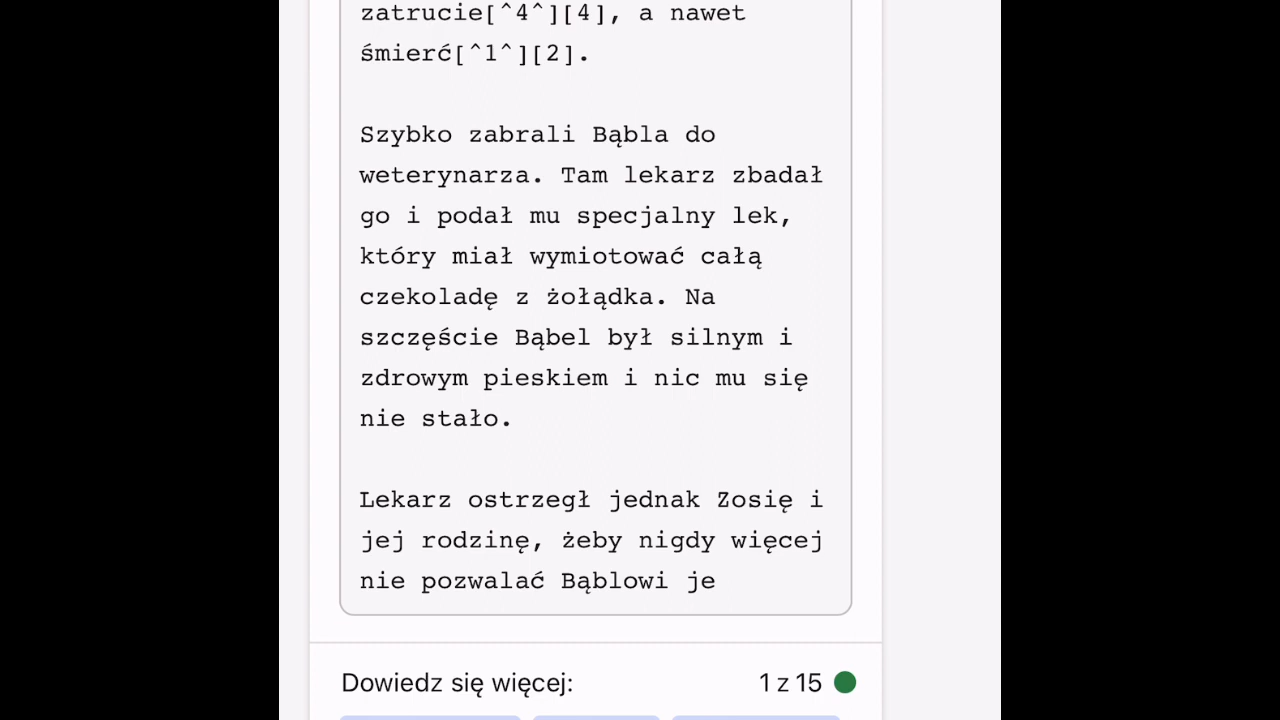 zatrucie[^4^][4], a nawet
śmierć[^1^][2].
Szybko zabrali Bąbla do
weterynarza. Tam lekarz zbadał
go i podał mu specjalny lek,
który miał wymiotować całą
czekoladę z żołądka. Na
szczęście Bąbel był silnym i
zdrowym pieskiem i nic mu się
nie stało.
Lekarz ostrzegł jednak Zosię i
jej rodzinę, żeby nigdy więcej
nie pozwalać Bąblowi je
Dowiedz się więcej: 1 z 15